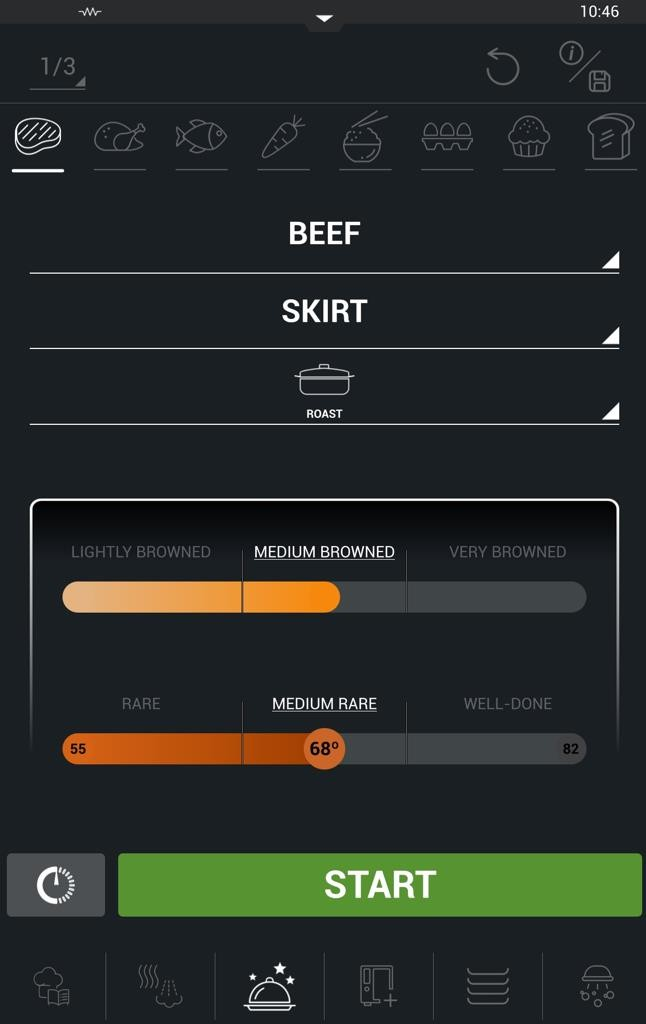 10:46
1/3
BEEF
SKIRT
ROAST
LIGHTLY BROWNED MEDIUM BROWNED VERY BROWNED
RARE MEDIUM RARE WELL-DONE
55 68º 82
START